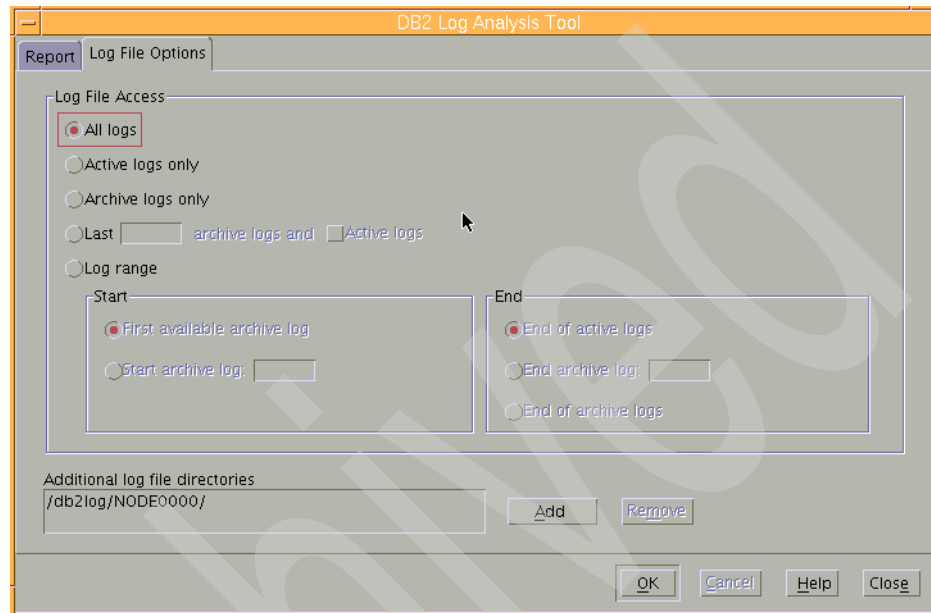 DB2 Log Analysis Tool
Report Log File Options
Log File Access
All logs
Active logs only
Archive logs only
Last archive logs and Active logs
Log range
Start
First available archive log
Start archive log:
End
End of active logs
End archive log:
End of archive logs
Additional log file directories
/db2log/NODE0000/
Add Remove
OK Cancel Help Close
hived